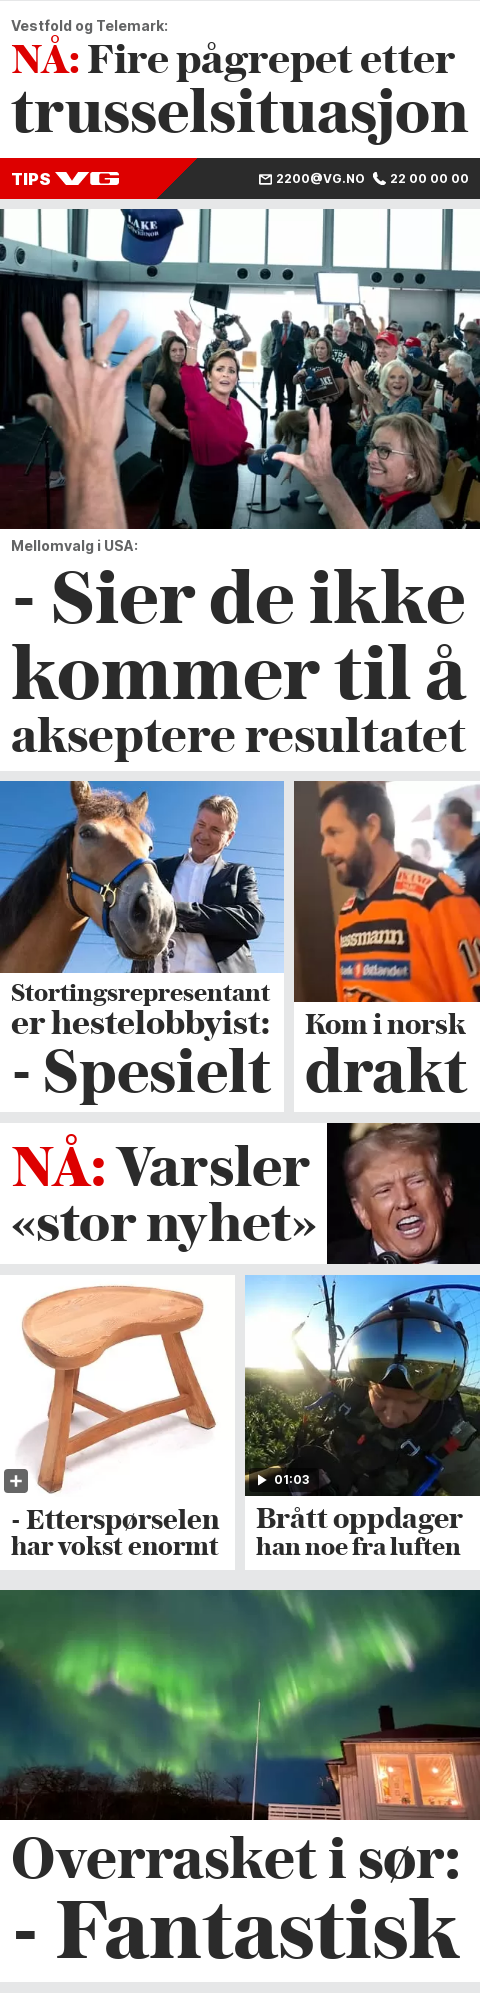 Vestfold og Telemark:
NÅ: Fire pågrepet etter
trusselsituasjon
TIPS VG
2200@VG.NO 22 00 00 00
LAKE
Mellomvalg i USA:
- Sier de ikke
kommer til å
akseptere resultatet
Stortingsrepresentant
er hestelobbyist:
- Spesielt
essmann
Østlandet
Kom i norsk
drakt
NÅ: Varsler
«stor nyhet»
- Etterspørselen
har vokst enormt
01:03
Brått oppdager
han noe fra luften
Overrasket i sør:
- Fantastisk